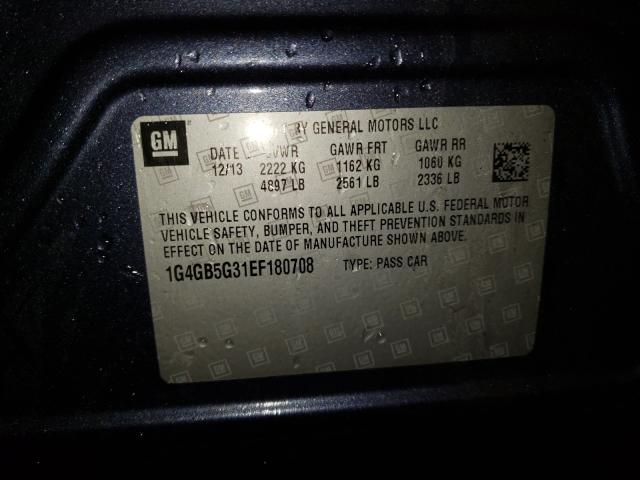 GM
BY GENERAL MOTORS LLC
DATE GVWR GAWR FRT GAWR RR
12/13 2222 KG 1162 KG 1060 KG
4897 LB 2561 LB 2336 LB
THIS VEHICLE CONFORMS TO ALL APPLICABLE U.S. FEDERAL MOTOR
VEHICLE SAFETY, BUMPER, AND THEFT PREVENTION STANDARDS IN
EFFECT ON THE DATE OF MANUFACTURE SHOWN ABOVE.
1G4GB5G31EF180708 TYPE: PASS CAR